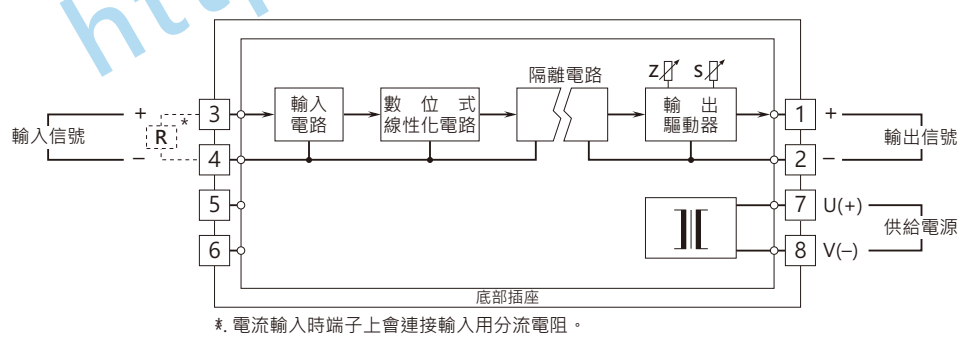 http
隔離電路
Z S
輸入電路
數位式線性化電路
輸出驅動器
輸入信號
+
–
R
*
3
4
5
6
1
2
7
8
+
–
U(+)
V(–)
輸出信號
供給電源
底部插座
*. 電流輸入時端子上會連接輸入用分流電阻。